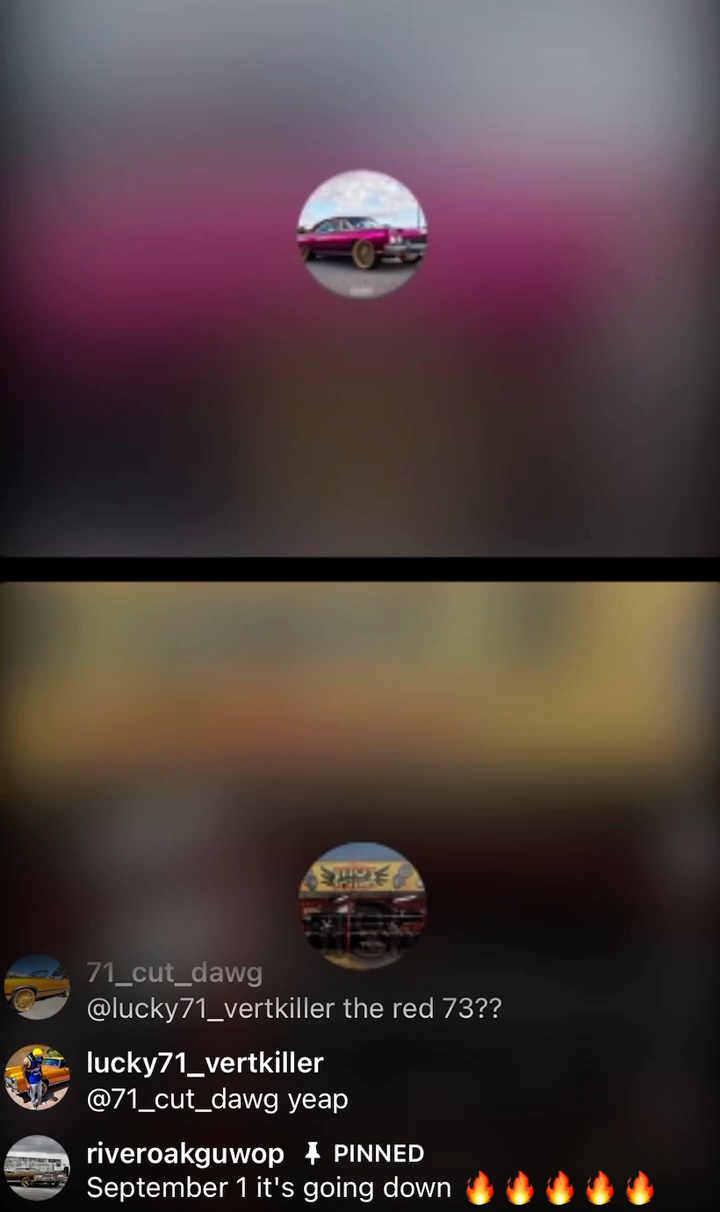 71_cut_dawg
@lucky71_vertkiller the red 73??
lucky71_vertkiller
@71_cut_dawg yeap
riveroakguwop PINNED
September 1 it's going down 🔥🔥🔥🔥🔥